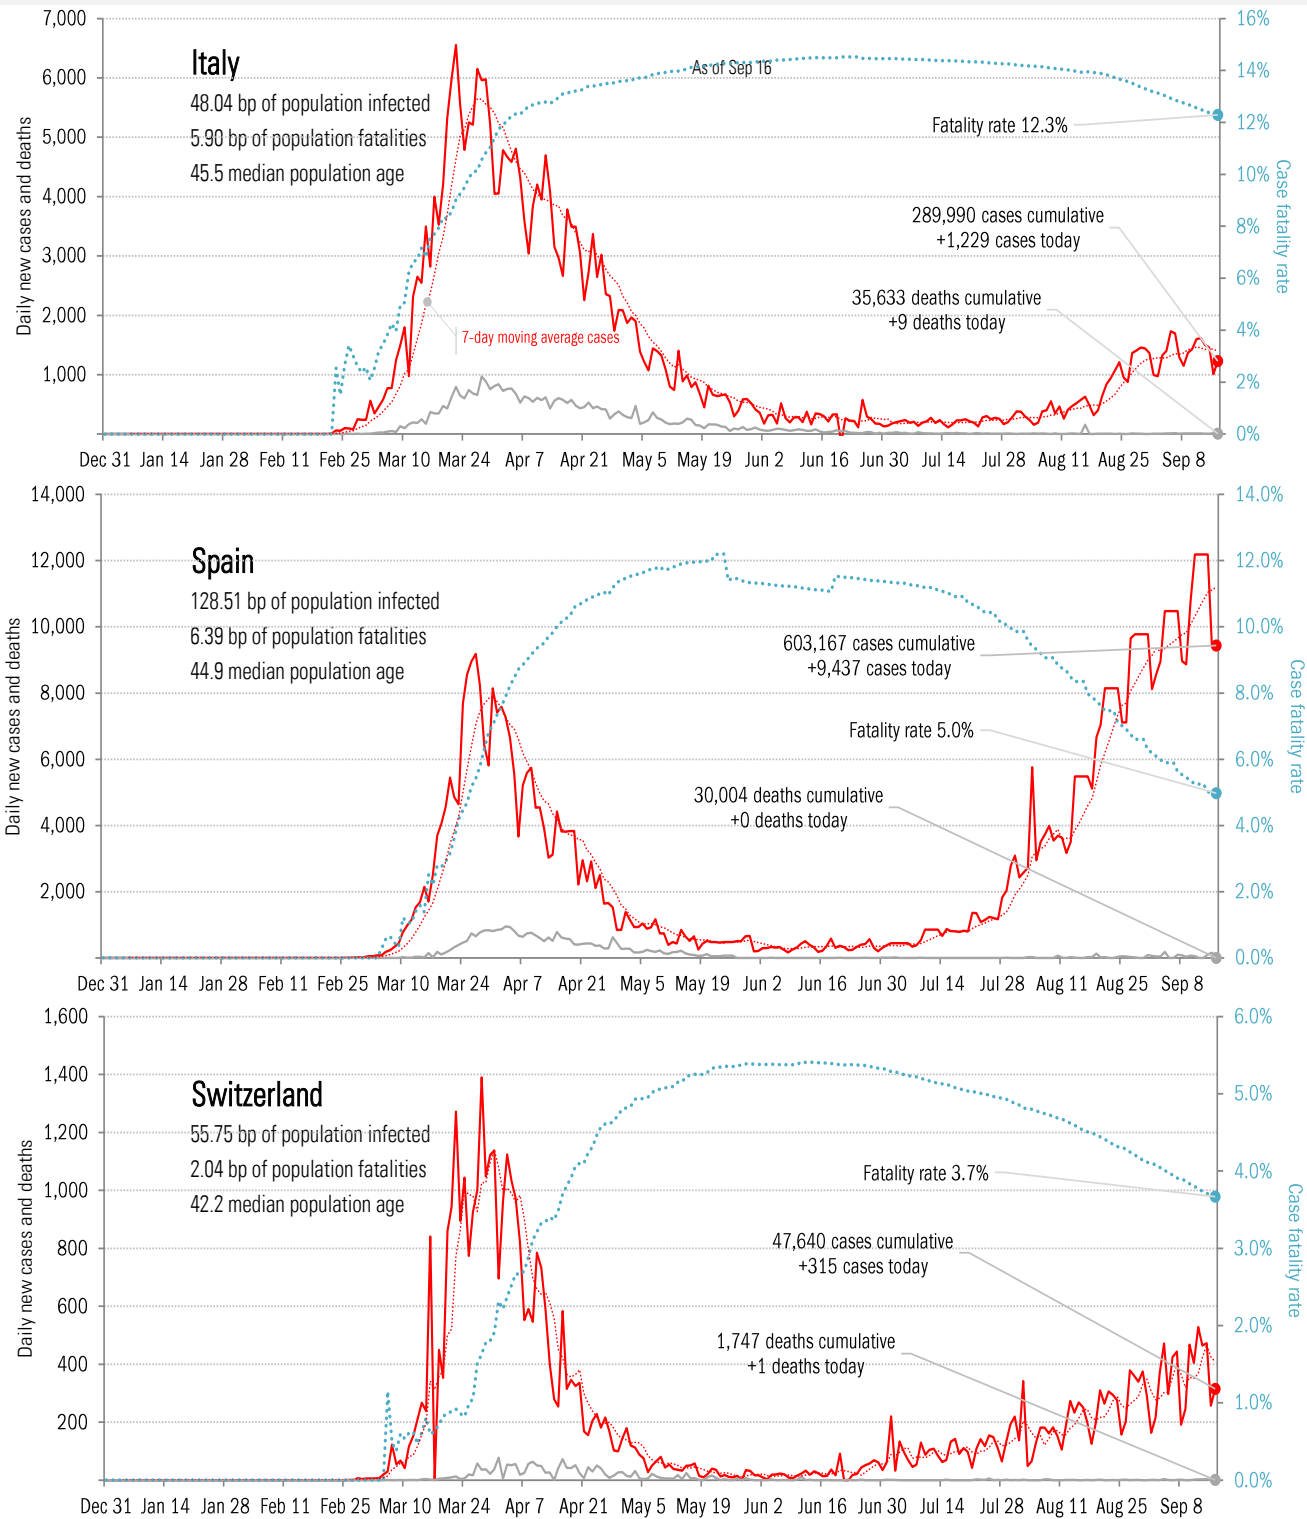 7,000
6,000
5,000
4,000
3,000
2,000
1,000
Daily new cases and deaths
Italy
48.04 bp of population infected
5.90 bp of population fatalities
45.5 median population age
As of Sep 16
7-day moving average cases
Fatality rate 12.3%
289,990 cases cumulative
+1,229 cases today
35,633 deaths cumulative
+9 deaths today
16%
14%
12%
10%
8%
6%
4%
2%
0%
Case fatality rate
Dec 31 Jan 14 Jan 28 Feb 11 Feb 25 Mar 10 Mar 24 Apr 7 Apr 21 May 5 May 19 Jun 2 Jun 16 Jun 30 Jul 14 Jul 28 Aug 11 Aug 25 Sep 8
14,000
12,000
10,000
8,000
6,000
4,000
2,000
Daily new cases and deaths
Spain
128.51 bp of population infected
6.39 bp of population fatalities
44.9 median population age
603,167 cases cumulative
+9,437 cases today
Fatality rate 5.0%
30,004 deaths cumulative
+0 deaths today
14.0%
12.0%
10.0%
8.0%
6.0%
4.0%
2.0%
0.0%
Case fatality rate
Dec 31 Jan 14 Jan 28 Feb 11 Feb 25 Mar 10 Mar 24 Apr 7 Apr 21 May 5 May 19 Jun 2 Jun 16 Jun 30 Jul 14 Jul 28 Aug 11 Aug 25 Sep 8
1,600
1,400
1,200
1,000
800
600
400
200
Daily new cases and deaths
Switzerland
55.75 bp of population infected
2.04 bp of population fatalities
42.2 median population age
Fatality rate 3.7%
47,640 cases cumulative
+315 cases today
1,747 deaths cumulative
+1 deaths today
6.0%
5.0%
4.0%
3.0%
2.0%
1.0%
0.0%
Case fatality rate
Dec 31 Jan 14 Jan 28 Feb 11 Feb 25 Mar 10 Mar 24 Apr 7 Apr 21 May 5 May 19 Jun 2 Jun 16 Jun 30 Jul 14 Jul 28 Aug 11 Aug 25 Sep 8